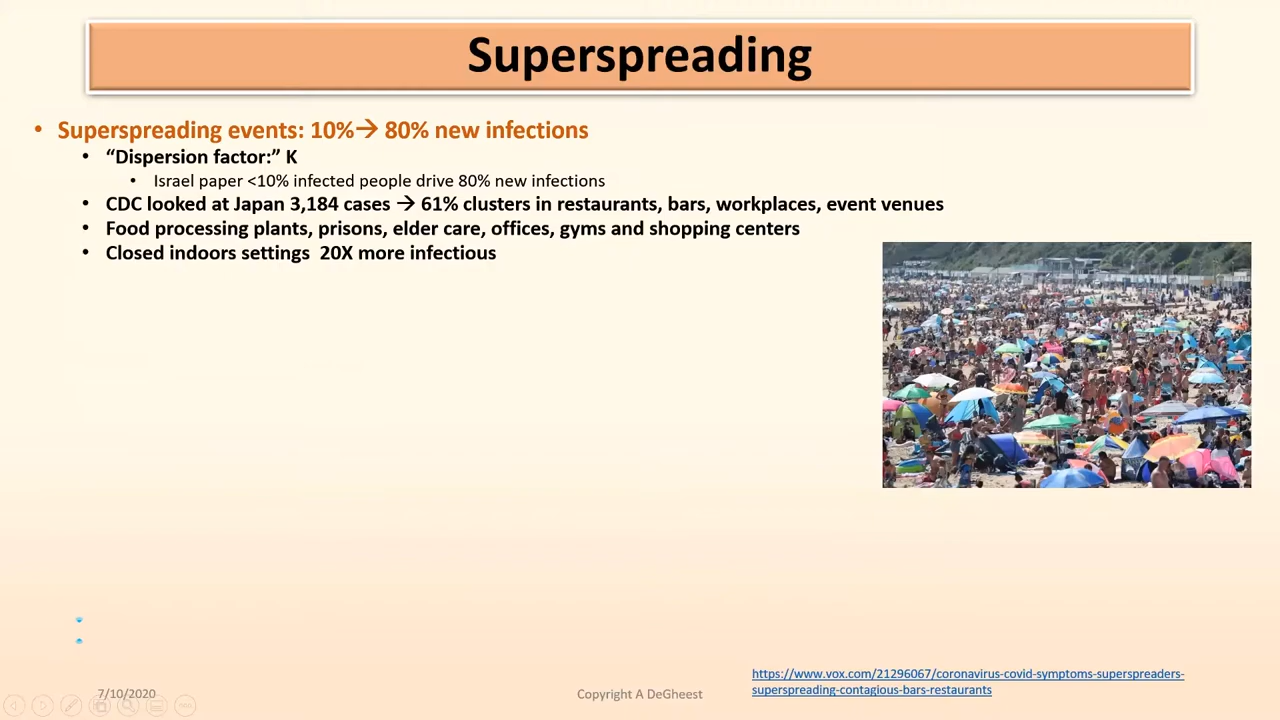 Superspreading
• Superspreading events: 10%→ 80% new infections
• “Dispersion factor:” K
• Israel paper <10% infected people drive 80% new infections
• CDC looked at Japan 3,184 cases → 61% clusters in restaurants, bars, workplaces, event venues
• Food processing plants, prisons, elder care, offices, gyms and shopping centers
• Closed indoors settings  20X more infectious
7/10/2020
Copyright A DeGheest
https://www.vox.com/21296067/coronavirus-covid-symptoms-superspreaders-
superspreading-contagious-bars-restaurants